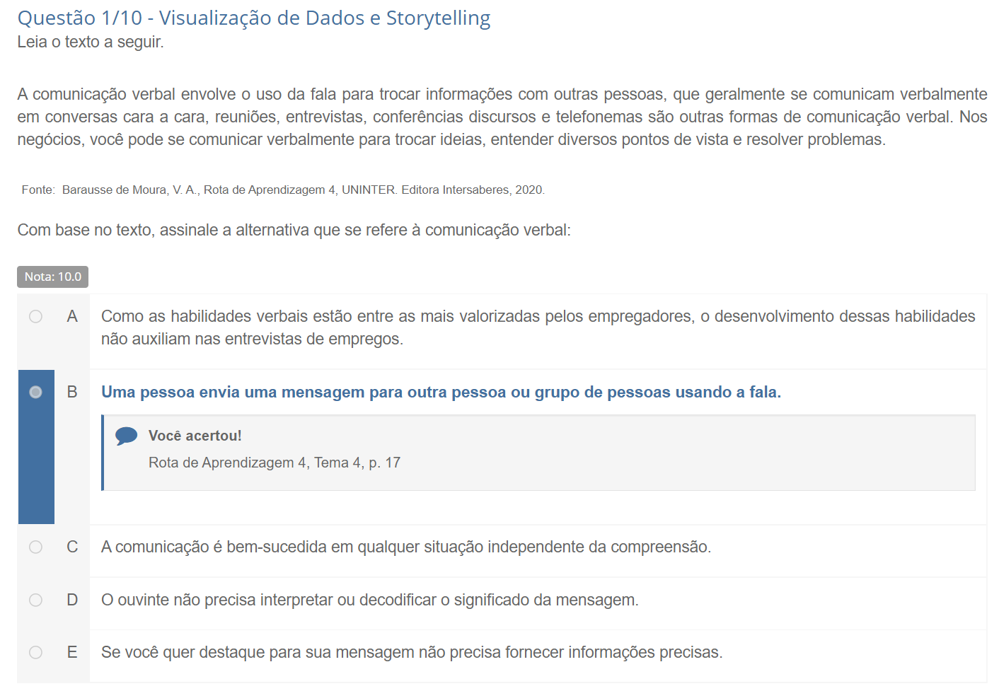 Questão 1/10 - Visualização de Dados e Storytelling
Leia o texto a seguir.
A comunicação verbal envolve o uso da fala para trocar informações com outras pessoas, que geralmente se comunicam verbalmente
em conversas cara a cara, reuniões, entrevistas, conferências discursos e telefonemas são outras formas de comunicação verbal. Nos
negócios, você pode se comunicar verbalmente para trocar ideias, entender diversos pontos de vista e resolver problemas.
Fonte: Barausse de Moura, V. A., Rota de Aprendizagem 4, UNINTER. Editora Intersaberes, 2020.
Com base no texto, assinale a alternativa que se refere à comunicação verbal:
Nota: 10.0
A Como as habilidades verbais estão entre as mais valorizadas pelos empregadores, o desenvolvimento dessas habilidades
não auxiliam nas entrevistas de empregos.
B Uma pessoa envia uma mensagem para outra pessoa ou grupo de pessoas usando a fala.
Você acertou!
Rota de Aprendizagem 4, Tema 4, p. 17
C A comunicação é bem-sucedida em qualquer situação independente da compreensão.
D O ouvinte não precisa interpretar ou decodificar o significado da mensagem.
E Se você quer destaque para sua mensagem não precisa fornecer informações precisas.